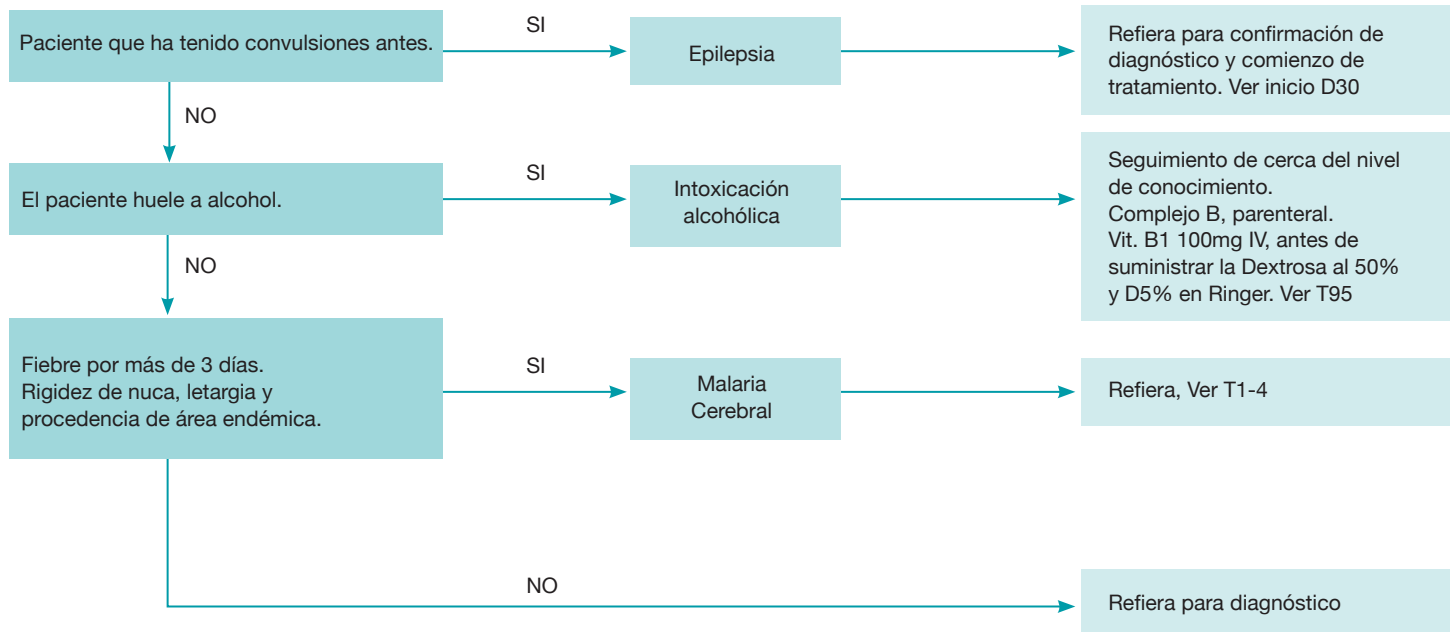 Paciente que ha tenido convulsiones antes.
SI
Epilepsia
Refiera para confirmación de
diagnóstico y comienzo de
tratamiento. Ver inicio D30
NO
El paciente huele a alcohol.
SI
Intoxicación
alcohólica
Seguimiento de cerca del nivel
de conocimiento.
Complejo B, parenteral.
Vit. B1 100mg IV, antes de
suministrar la Dextrosa al 50%
y D5% en Ringer. Ver T95
NO
Fiebre por más de 3 días.
Rigidez de nuca, letargia y
procedencia de área endémica.
SI
Malaria
Cerebral
Refiera, Ver T1-4
NO
Refiera para diagnóstico